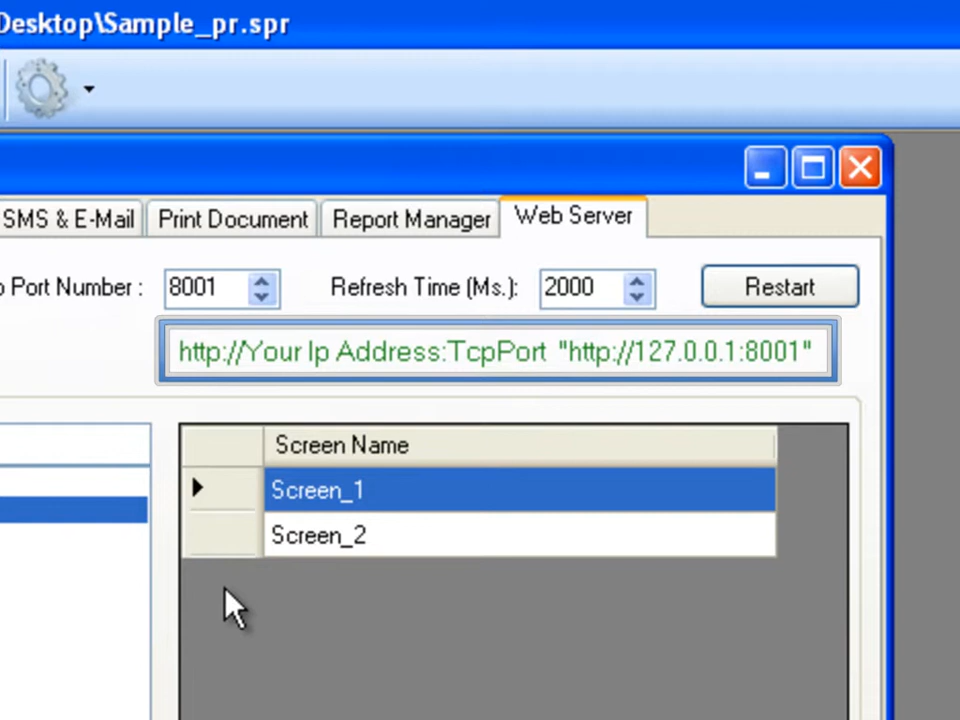 Desktop\Sample_pr.spr
SMS & E-Mail Print Document Report Manager Web Server
Port Number : 8001 Refresh Time (Ms.): 2000 Restart
http://Your Ip Address:TcpPort "http://127.0.0.1:8001"
Screen Name
Screen_1
Screen_2